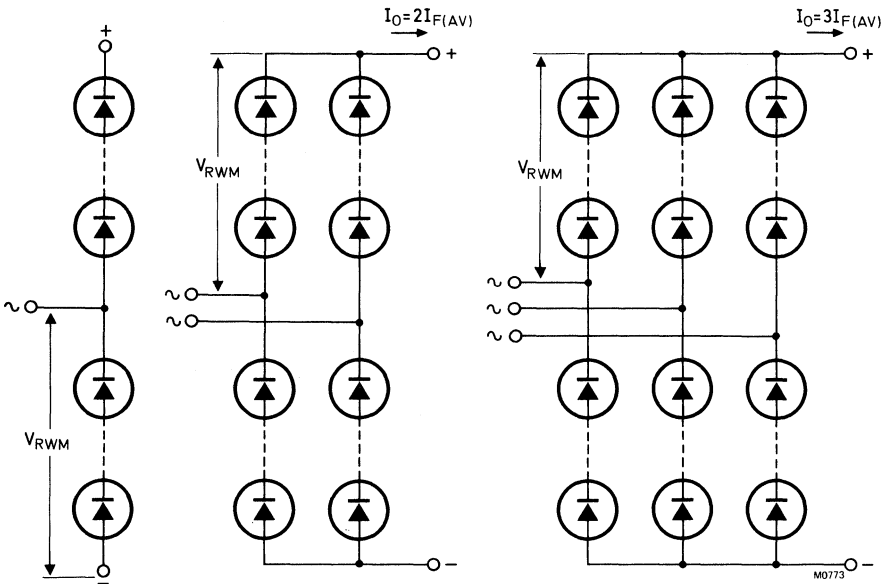 +
V_RWM
∼
−
I_O=2I_F(AV)
+
V_RWM
∼
∼
−
I_O=3I_F(AV)
+
V_RWM
∼
∼
∼
−
M0773